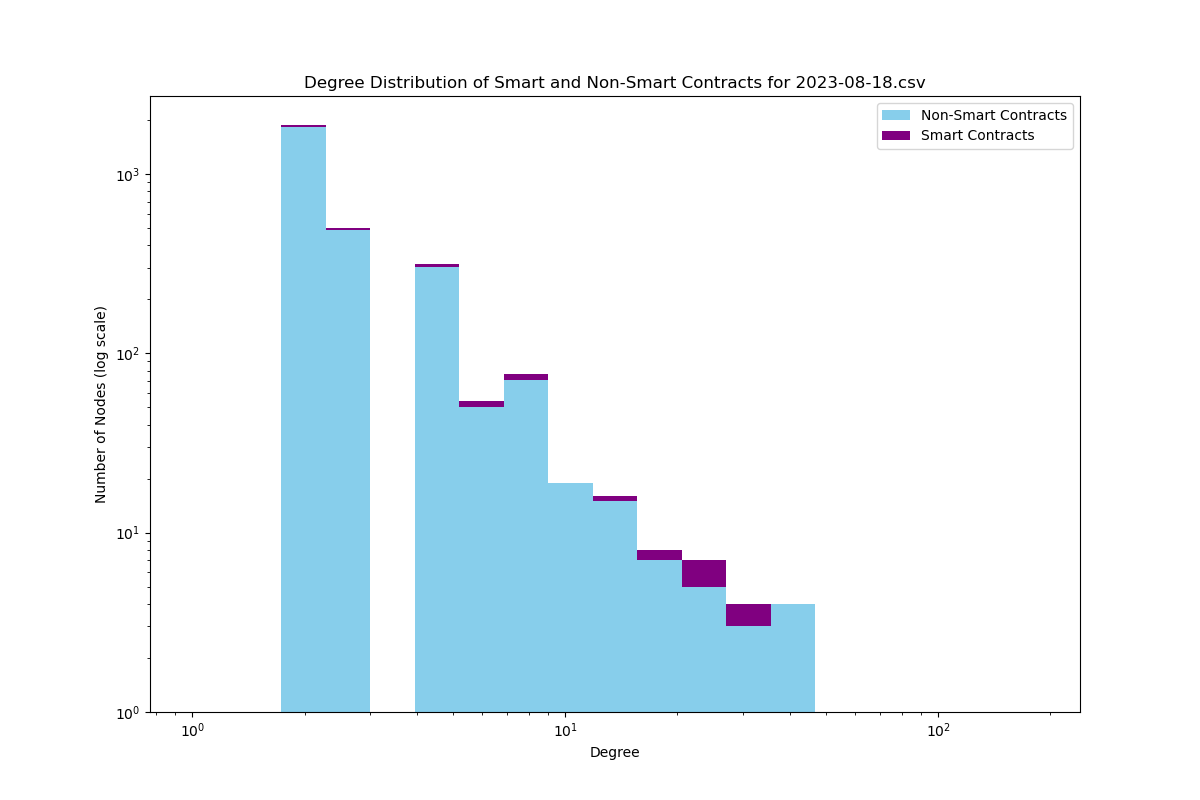 Degree Distribution of Smart and Non-Smart Contracts for 2023-08-18.csv
Non-Smart Contracts
Smart Contracts
Number of Nodes (log scale)
10³
10²
10¹
10⁰
10⁰ 10¹ 10²
Degree